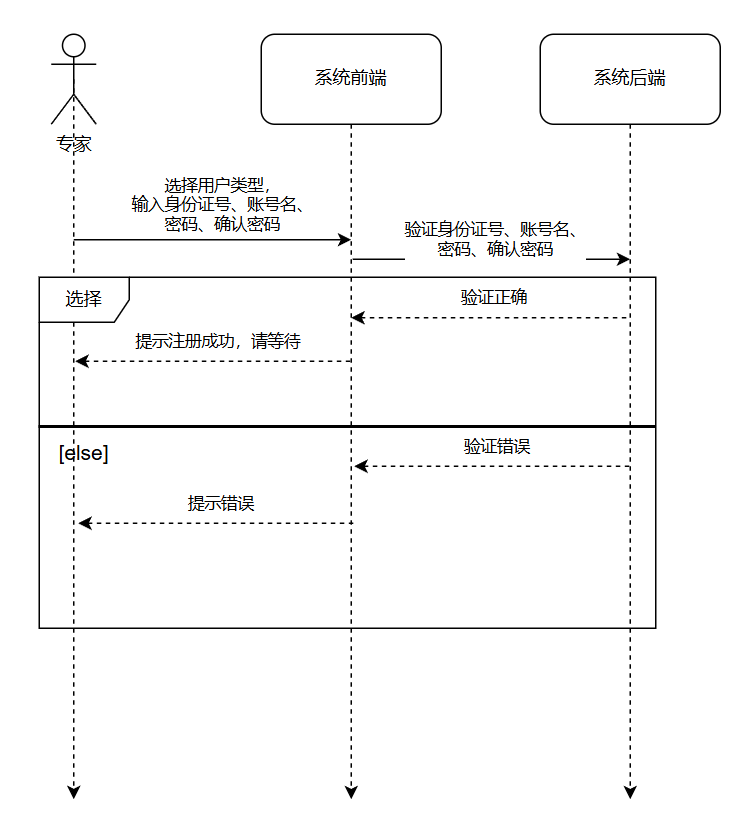 系统前端
系统后端
专家
选择用户类型，
输入身份证号、账号名、
密码、确认密码
验证身份证号、账号名、
密码、确认密码
选择
验证正确
提示注册成功，请等待
[else]
验证错误
提示错误